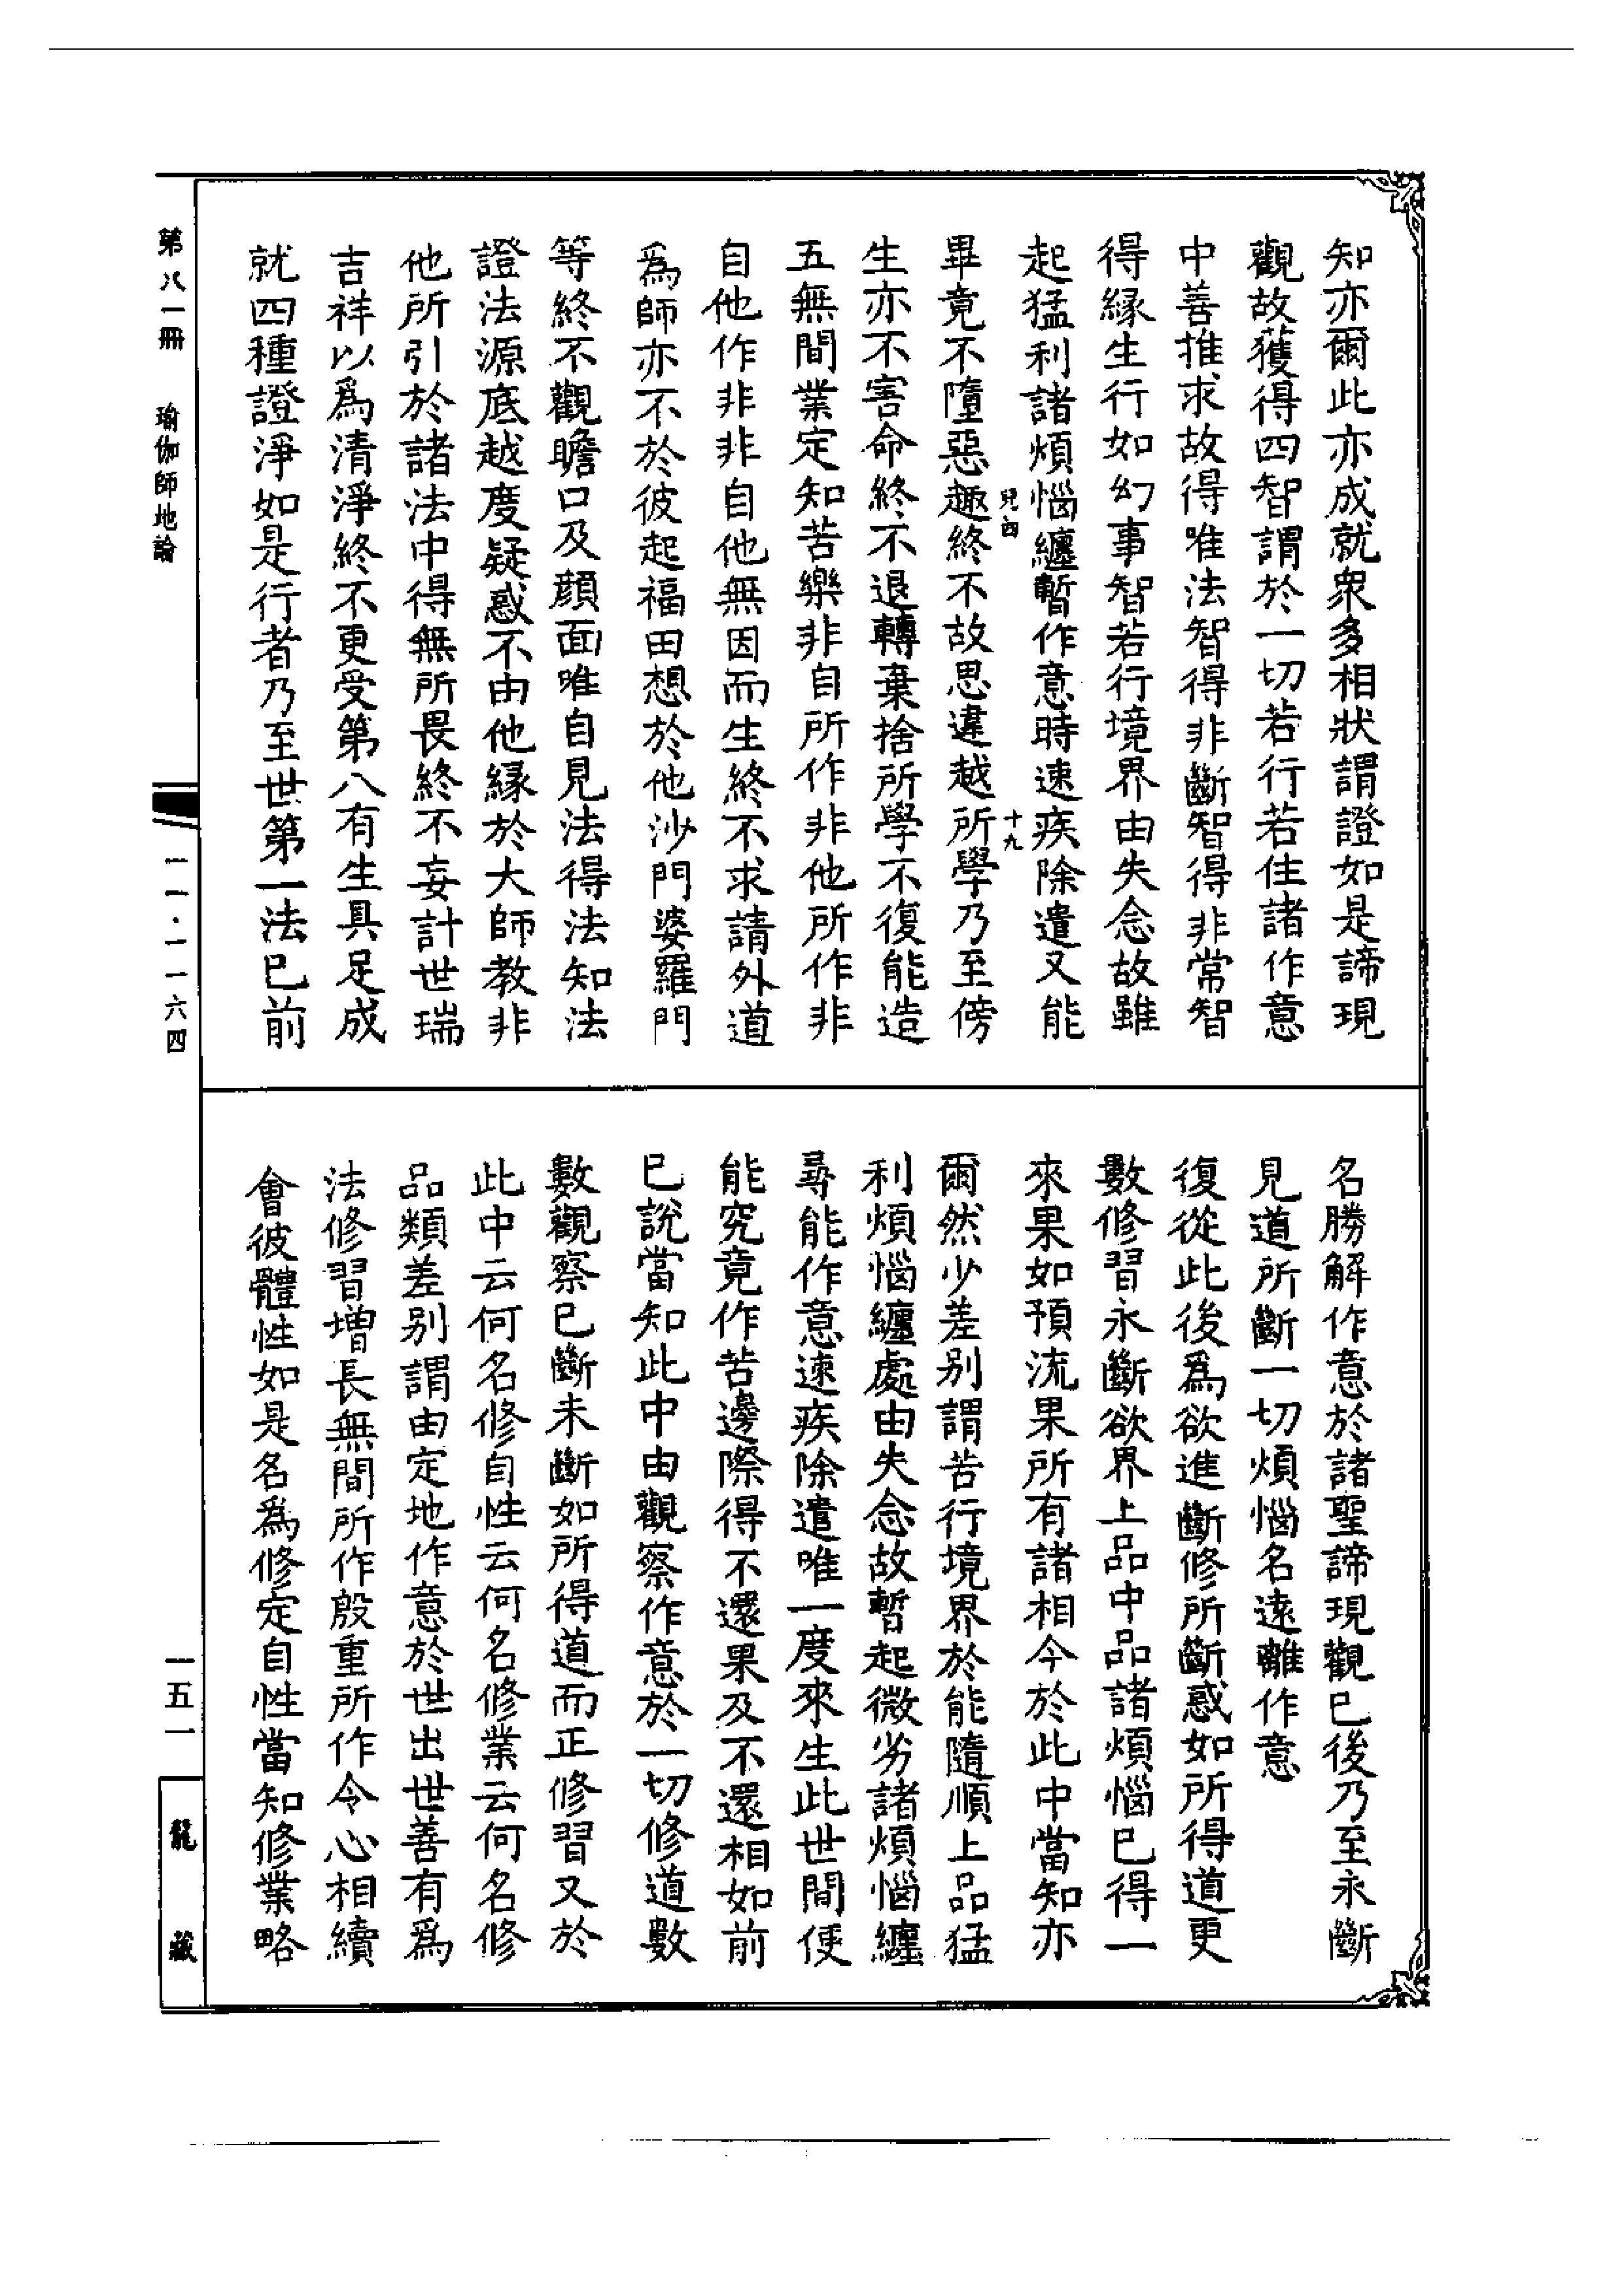 知亦爾此亦成就衆多相狀謂證如是諦現
觀故獲得四智謂於一切若行若住諸作意
中善推求故得唯法智得非斷智得非常智
得緣生行如幻事智若行境界由失念故雖
起猛利諸煩惱纏暫作意時速疾除遣又能
兒四
十九
畢竟不墮惡趣終不故思違越所學乃至傍
生亦不害命終不退轉棄捨所學不復能造
五無間業定知苦樂非自所作非他所作非
自他作非非自他無因而生終不求請外道
爲師亦不於彼起福田想於他沙門婆羅門
等終不觀瞻口及顏面唯自見法得法知法
證法源底越度疑惑不由他緣於大師教非
他所引於諸法中得無所畏終不妄計世瑞
吉祥以爲清淨終不更受第八有生具足成
就四種證淨如是行者乃至世第一法已前
名勝解作意於諸聖諦現觀已後乃至永斷
見道所斷一切煩惱名遠離作意
復從此後爲欲進斷修所斷惑如所得道更
數修習永斷欲界上品中品諸煩惱已得一
來果如預流果所有諸相今於此中當知亦
爾然少差別謂苦行境界於能隨順上品猛
利煩惱纏處由失念故暫起微劣諸煩惱纏
尋能作意速疾除遣唯一度來生此世間便
能究竟作苦邊際得不還果及不還相如前
已說當知此中由觀察作意於一切修道數
數觀察已斷未斷如所得道而正修習又於
此中云何名修自性云何名修業云何名修
品類差別謂由定地作意於世出世善有爲
法修習增長無間所作殷重所作令心相續
會彼體性如是名爲修定自性當知修業略
第八一冊
瑜伽師地論
一一·一一六四
一五一
龍藏